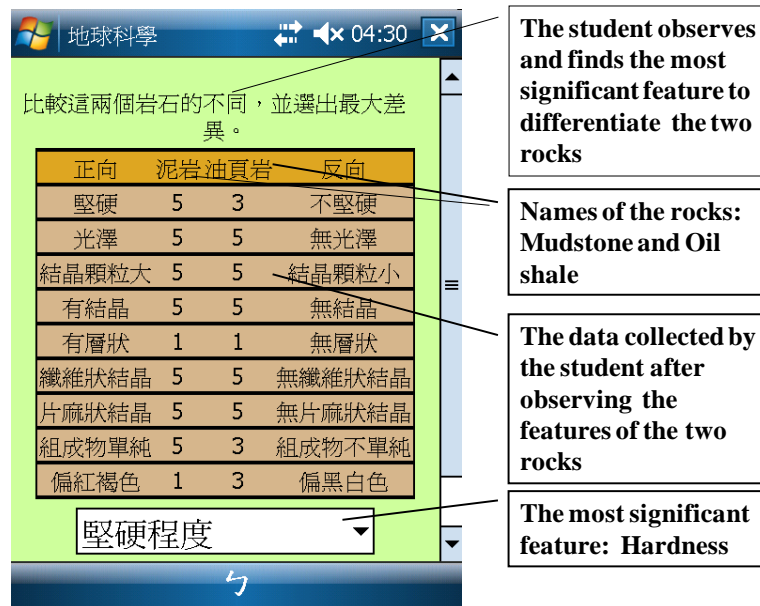 地球科學 04:30
比較這兩個岩石的不同,並選出最大差
異。
正向 泥岩 油頁岩 反向
堅硬 5 3 不堅硬
光澤 5 5 無光澤
結晶顆粒大 5 5 結晶顆粒小
有結晶 5 5 無結晶
有層狀 1 1 無層狀
纖維狀結晶 5 5 無纖維狀結晶
片麻狀結晶 5 5 無片麻狀結晶
組成物單純 5 3 組成物不單純
偏紅褐色 1 3 偏黑白色
堅硬程度
ㄅ
The student observes
and finds the most
significant feature to
differentiate the two
rocks
Names of the rocks:
Mudstone and Oil
shale
The data collected by
the student after
observing the
features of the two
rocks
The most significant
feature: Hardness